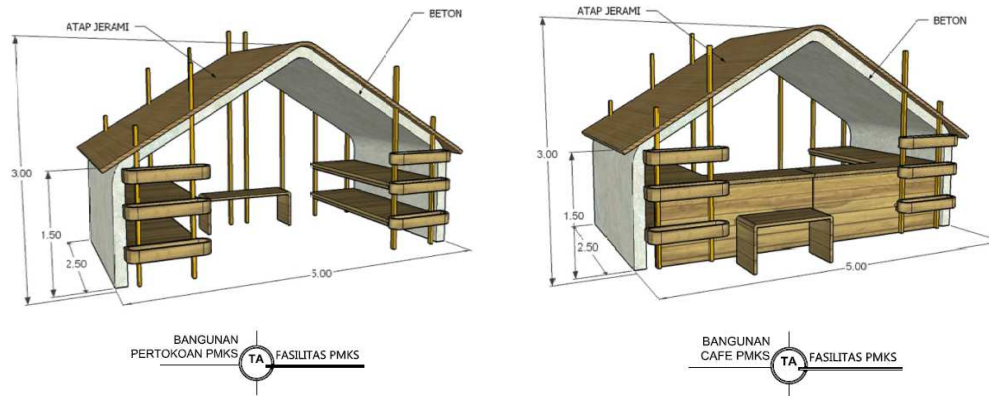 ATAP JERAMI
BETON
3.00
1.50
2.50
5.00
BANGUNAN
PERTOKOAN PMKS
TA
FASILITAS PMKS
ATAP JERAMI
BETON
3.00
1.50
2.50
5.00
BANGUNAN
CAFE PMKS
TA
FASILITAS PMKS